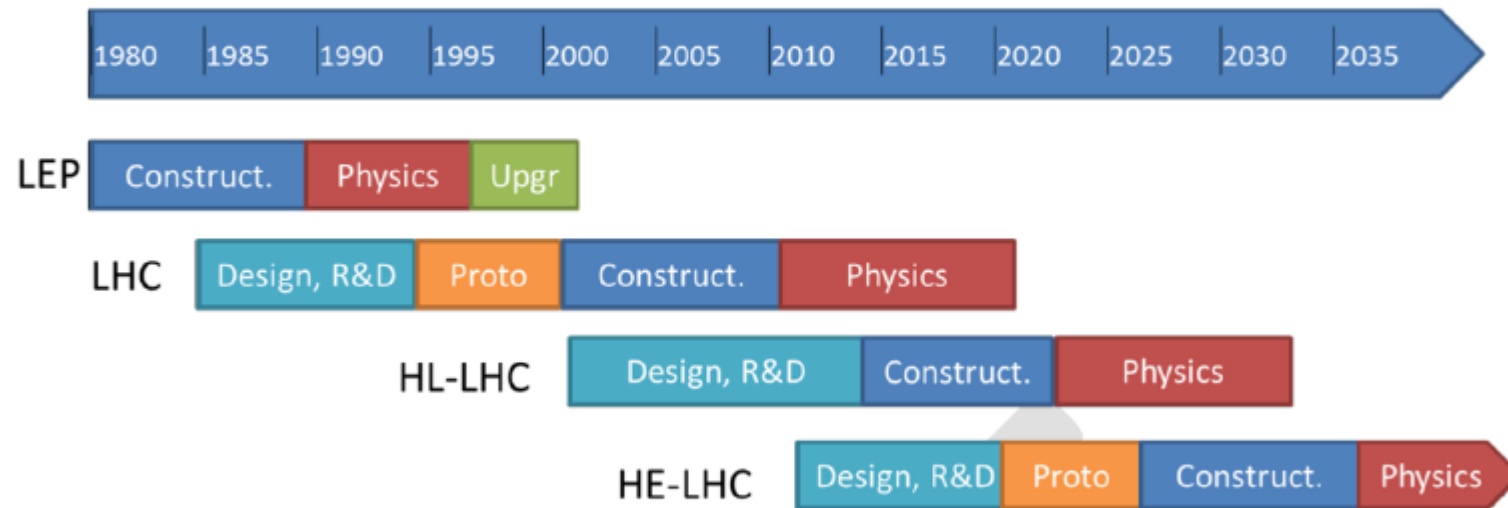 1980 1985 1990 1995 2000 2005 2010 2015 2020 2025 2030 2035
LEP Construct. Physics Upgr
LHC Design, R&D Proto Construct. Physics
HL-LHC Design, R&D Construct. Physics
HE-LHC Design, R&D Proto Construct. Physics